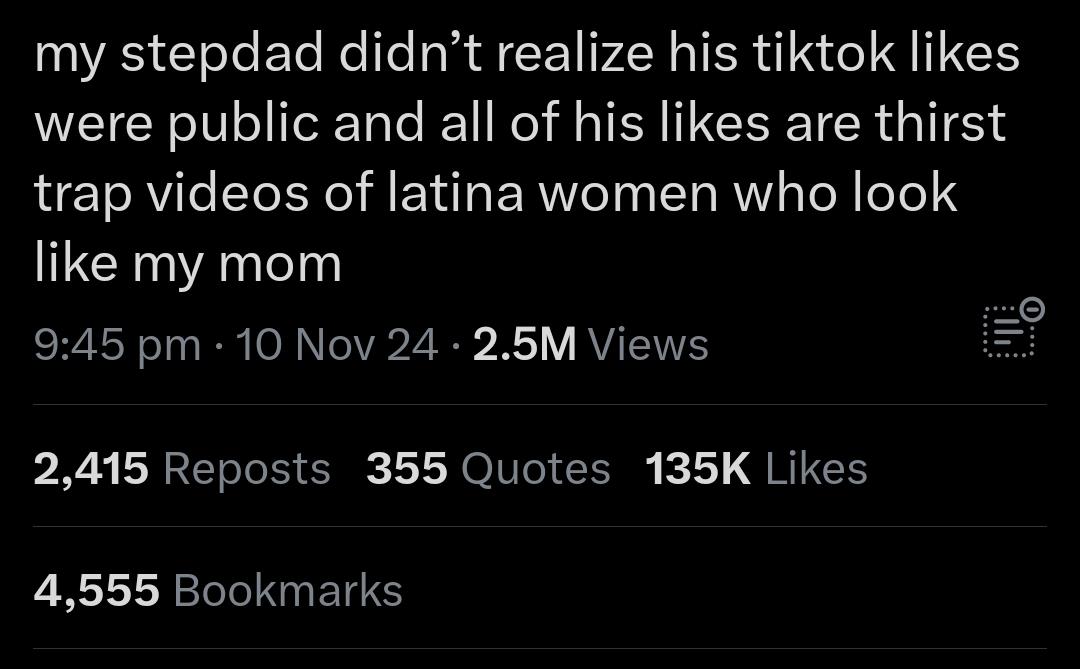 my stepdad didn’t realize his tiktok likes
were public and all of his likes are thirst
trap videos of latina women who look
like my mom
9:45 pm · 10 Nov 24 · 2.5M Views
2,415 Reposts 355 Quotes 135K Likes
4,555 Bookmarks